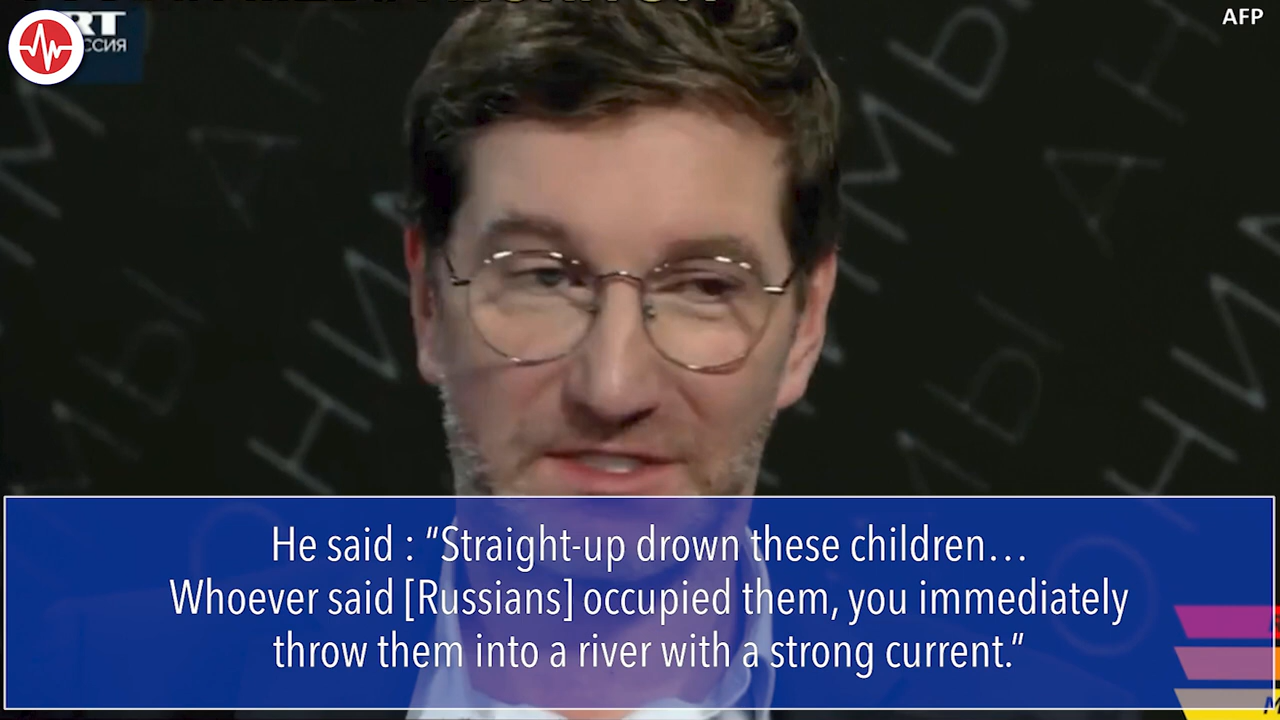 RT
ССИЯ
AFP
He said : “Straight-up drown these children…
Whoever said [Russians] occupied them, you immediately
throw them into a river with a strong current.”